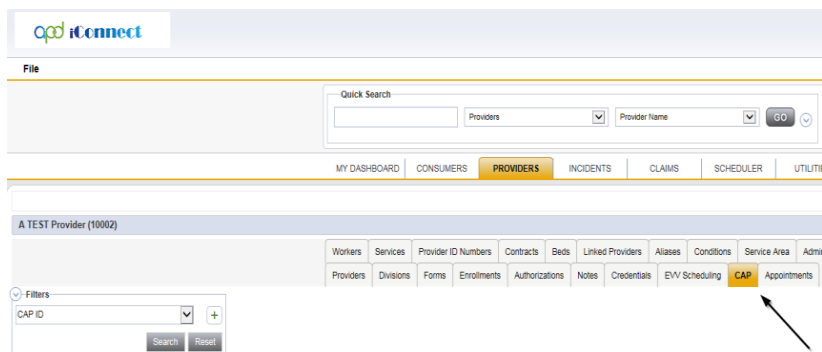 apd iConnect
File
Quick Search
Providers
Provider Name
GO
MY DASHBOARD CONSUMERS PROVIDERS INCIDENTS CLAIMS SCHEDULER
A TEST Provider (10002)
Workers Services Provider ID Numbers Contracts Beds Linked Providers Aliases Conditions Service Area
Providers Divisions Forms Enrollments Authorizations Notes Credentials EVV Scheduling CAP Appointments
Filters
CAP ID
Search Reset